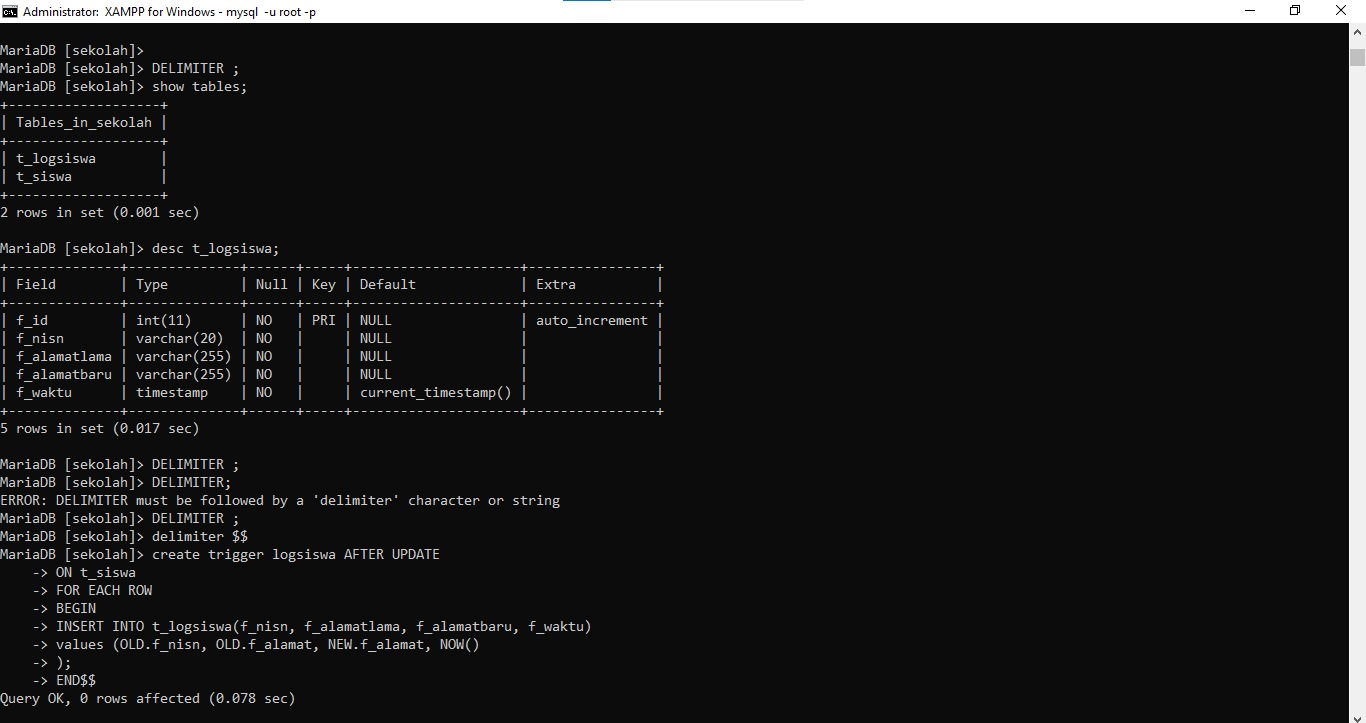 Administrator: XAMPP for Windows - mysql -u root -p
MariaDB [sekolah]>
MariaDB [sekolah]> DELIMITER ;
MariaDB [sekolah]> show tables;
+-------------------+
| Tables_in_sekolah |
+-------------------+
| t_logsiswa        |
| t_siswa           |
+-------------------+
2 rows in set (0.001 sec)
MariaDB [sekolah]> desc t_logsiswa;
+--------------+--------------+------+-----+---------------------+----------------+
| Field        | Type         | Null | Key | Default             | Extra          |
+--------------+--------------+------+-----+---------------------+----------------+
| f_id         | int(11)      | NO   | PRI | NULL                | auto_increment |
| f_nisn       | varchar(20)  | NO   |     | NULL                |                |
| f_alamatlama | varchar(255) | NO   |     | NULL                |                |
| f_alamatbaru | varchar(255) | NO   |     | NULL                |                |
| f_waktu      | timestamp    | NO   |     | current_timestamp() |                |
+--------------+--------------+------+-----+---------------------+----------------+
5 rows in set (0.017 sec)
MariaDB [sekolah]> DELIMITER ;
MariaDB [sekolah]> DELIMITER;
ERROR: DELIMITER must be followed by a 'delimiter' character or string
MariaDB [sekolah]> DELIMITER ;
MariaDB [sekolah]> delimiter $$
MariaDB [sekolah]> create trigger logsiswa AFTER UPDATE
    -> ON t_siswa
    -> FOR EACH ROW
    -> BEGIN
    -> INSERT INTO t_logsiswa(f_nisn, f_alamatlama, f_alamatbaru, f_waktu)
    -> values (OLD.f_nisn, OLD.f_alamat, NEW.f_alamat, NOW()
    -> );
    -> END$$
Query OK, 0 rows affected (0.078 sec)